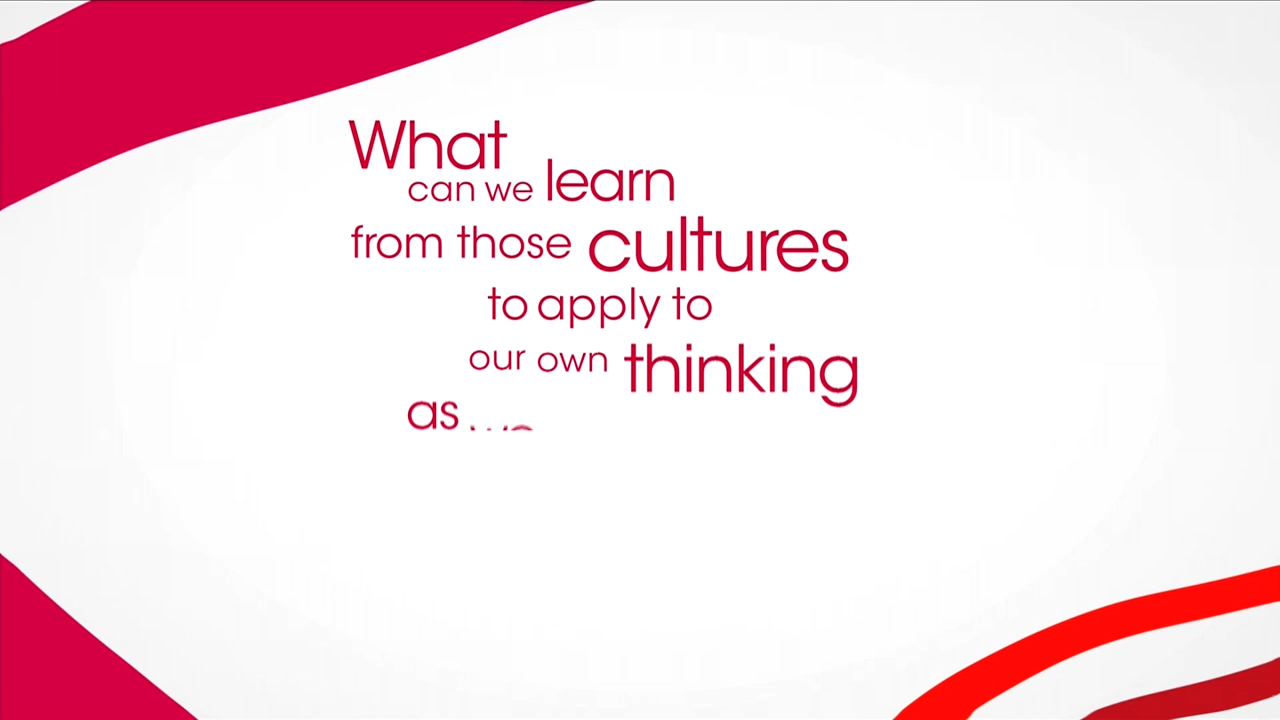 What
can we learn
from those cultures
to apply to
our own thinking
as